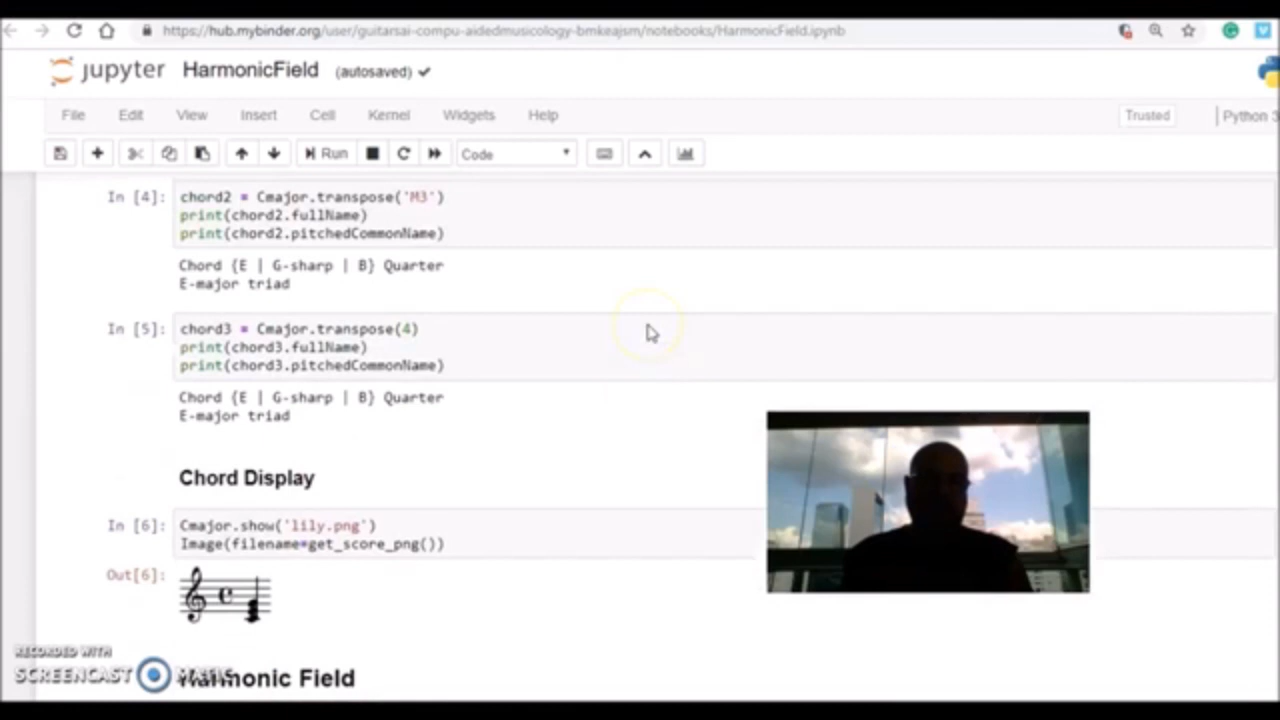 https://hub.mybinder.org/user/guitarsai-compu-aidedmusicology-bmkeajsm/notebooks/HarmonicField.ipynb
jupyter HarmonicField (autosaved)
File Edit View Insert Cell Kernel Widgets Help Trusted Python 3
Run Code
In [4]: chord2 = Cmajor.transpose('M3')
print(chord2.fullName)
print(chord2.pitchedCommonName)
Chord {E | G-sharp | B} Quarter
E-major triad
In [5]: chord3 = Cmajor.transpose(4)
print(chord3.fullName)
print(chord3.pitchedCommonName)
Chord {E | G-sharp | B} Quarter
E-major triad
Chord Display
In [6]: Cmajor.show('lily.png')
Image(filename=get_score_png())
Out[6]:
RECORDED WITH
SCREENCAST MATIC
Harmonic Field